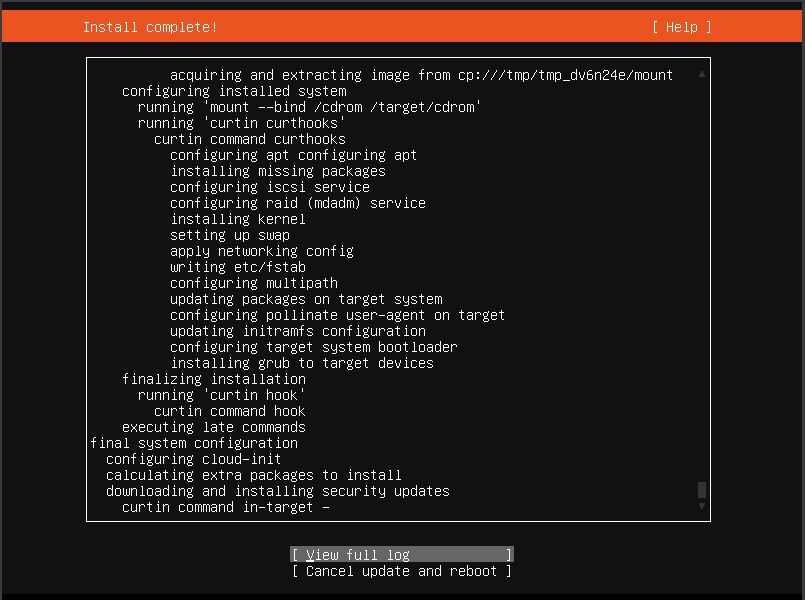 Install complete!
[ Help ]
acquiring and extracting image from cp:///tmp/tmp_dv6n24e/mount
configuring installed system
running 'mount --bind /cdrom /target/cdrom'
running 'curtin curthooks'
curtin command curthooks
configuring apt configuring apt
installing missing packages
configuring iscsi service
configuring raid (mdadm) service
installing kernel
setting up swap
apply networking config
writing etc/fstab
configuring multipath
updating packages on target system
configuring pollinate user-agent on target
updating initramfs configuration
configuring target system bootloader
installing grub to target devices
finalizing installation
running 'curtin hook'
curtin command hook
executing late commands
final system configuration
configuring cloud-init
calculating extra packages to install
downloading and installing security updates
curtin command in-target -
[ View full log ]
[ Cancel update and reboot ]